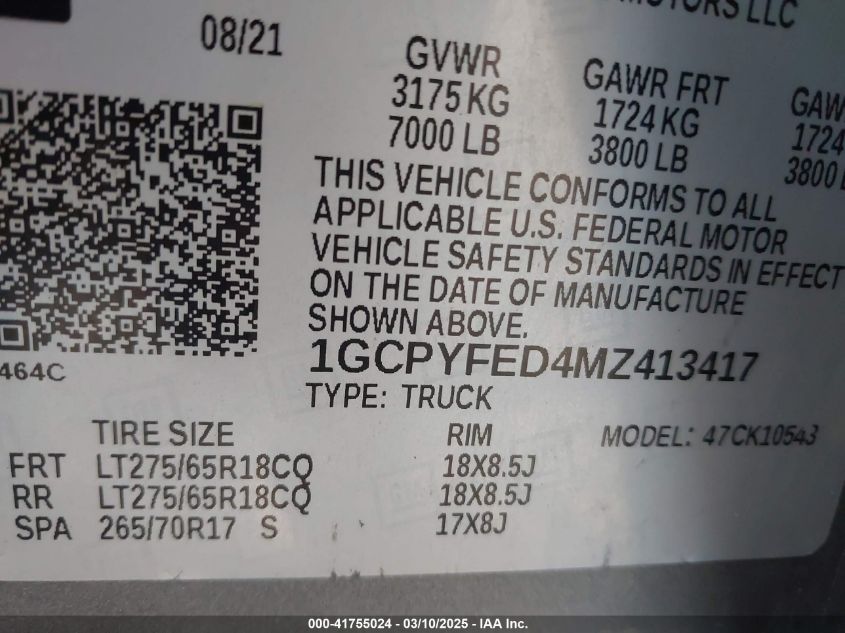 MOTORS LLC
08/21
GVWR GAWR FRT
3175 KG 1724 KG 1724
7000 LB 3800 LB 3800
THIS VEHICLE CONFORMS TO ALL
APPLICABLE U.S. FEDERAL MOTOR
VEHICLE SAFETY STANDARDS IN EFFECT
ON THE DATE OF MANUFACTURE
SHOWN ABOVE.
1GCPYFED4MZ413417
464C
TYPE: TRUCK
TIRE SIZE RIM MODEL: 47CK10543
FRT LT275/65R18CQ 18X8.5J
RR LT275/65R18CQ 18X8.5J
SPA 265/70R17 S 17X8J
000-41755024 - 03/10/2025 - IAA Inc.